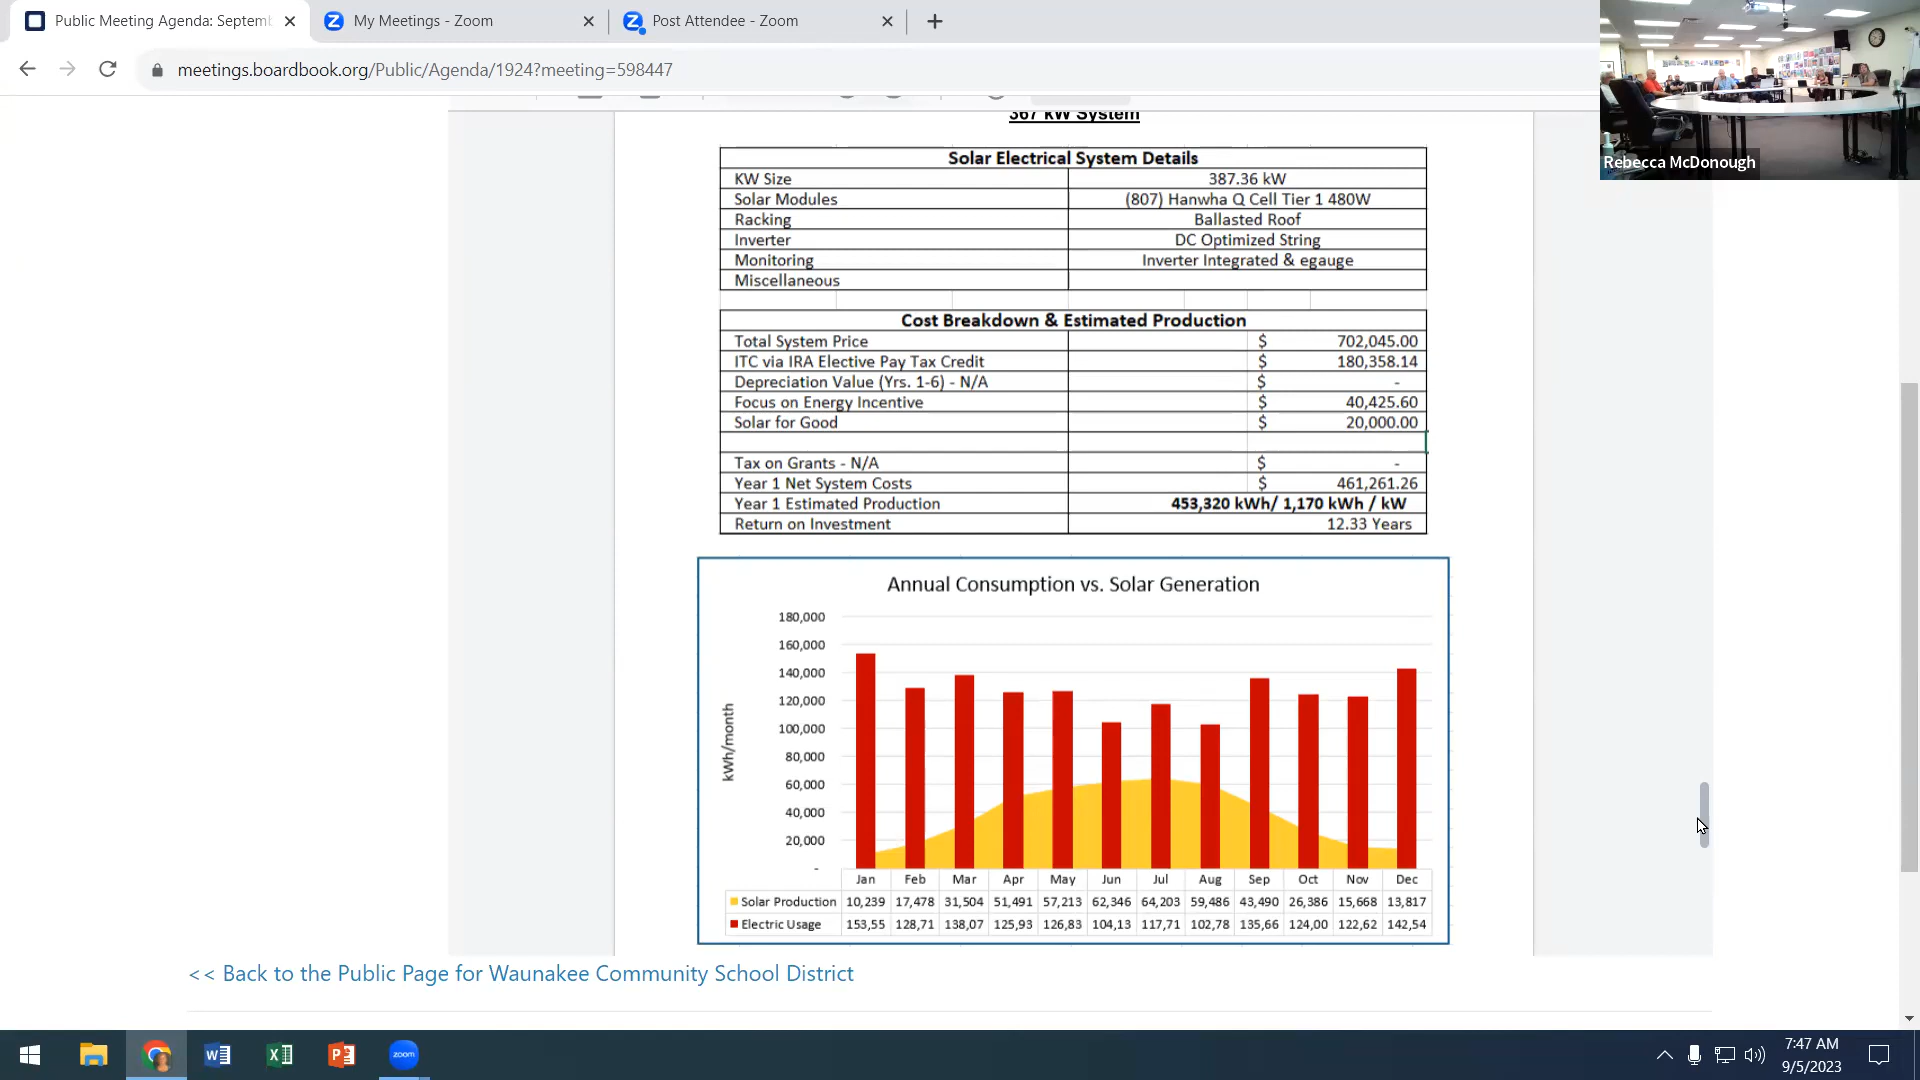 Public Meeting Agenda: Septemb
My Meetings - Zoom
Post Attendee - Zoom
meetings.boardbook.org/Public/Agenda/1924?meeting=598447
Rebecca McDonough
367 kW System
Solar Electrical System Details
KW Size 387.36 kW
Solar Modules (807) Hanwha Q Cell Tier 1 480W
Racking Ballasted Roof
Inverter DC Optimized String
Monitoring Inverter Integrated & egauge
Miscellaneous
Cost Breakdown & Estimated Production
Total System Price $ 702,045.00
ITC via IRA Elective Pay Tax Credit $ 180,358.14
Depreciation Value (Yrs. 1-6) - N/A $ -
Focus on Energy Incentive $ 40,425.60
Solar for Good $ 20,000.00
Tax on Grants - N/A $ -
Year 1 Net System Costs $ 461,261.26
Year 1 Estimated Production 453,320 kWh/ 1,170 kWh / kW
Return on Investment 12.33 Years
Annual Consumption vs. Solar Generation
kWh/month
180,000
160,000
140,000
120,000
100,000
80,000
60,000
40,000
20,000
-
Jan Feb Mar Apr May Jun Jul Aug Sep Oct Nov Dec
Solar Production 10,239 17,478 31,504 51,491 57,213 62,346 64,203 59,486 43,490 26,386 15,668 13,817
Electric Usage 153,55 128,71 138,07 125,93 126,83 104,13 117,71 102,78 135,66 124,00 122,62 142,54
<< Back to the Public Page for Waunakee Community School District
zoom
7:47 AM
9/5/2023